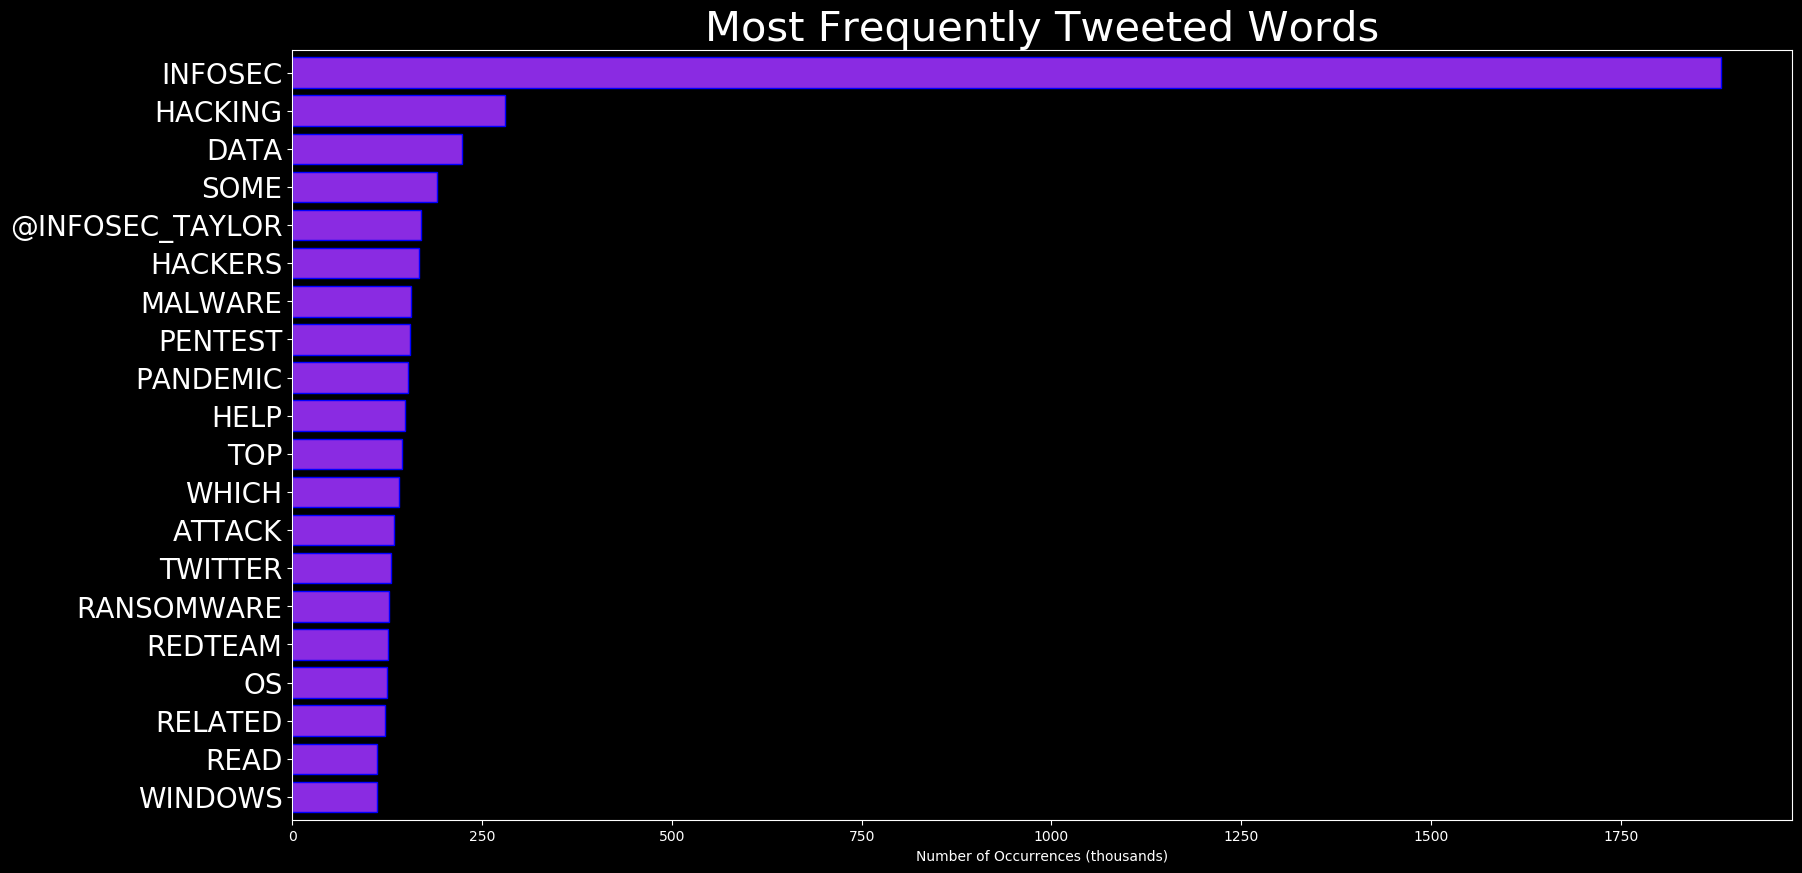 Most Frequently Tweeted Words
INFOSEC
HACKING
DATA
SOME
@INFOSEC_TAYLOR
HACKERS
MALWARE
PENTEST
PANDEMIC
HELP
TOP
WHICH
ATTACK
TWITTER
RANSOMWARE
REDTEAM
OS
RELATED
READ
WINDOWS
0 250 500 750 1000 1250 1500 1750
Number of Occurrences (thousands)